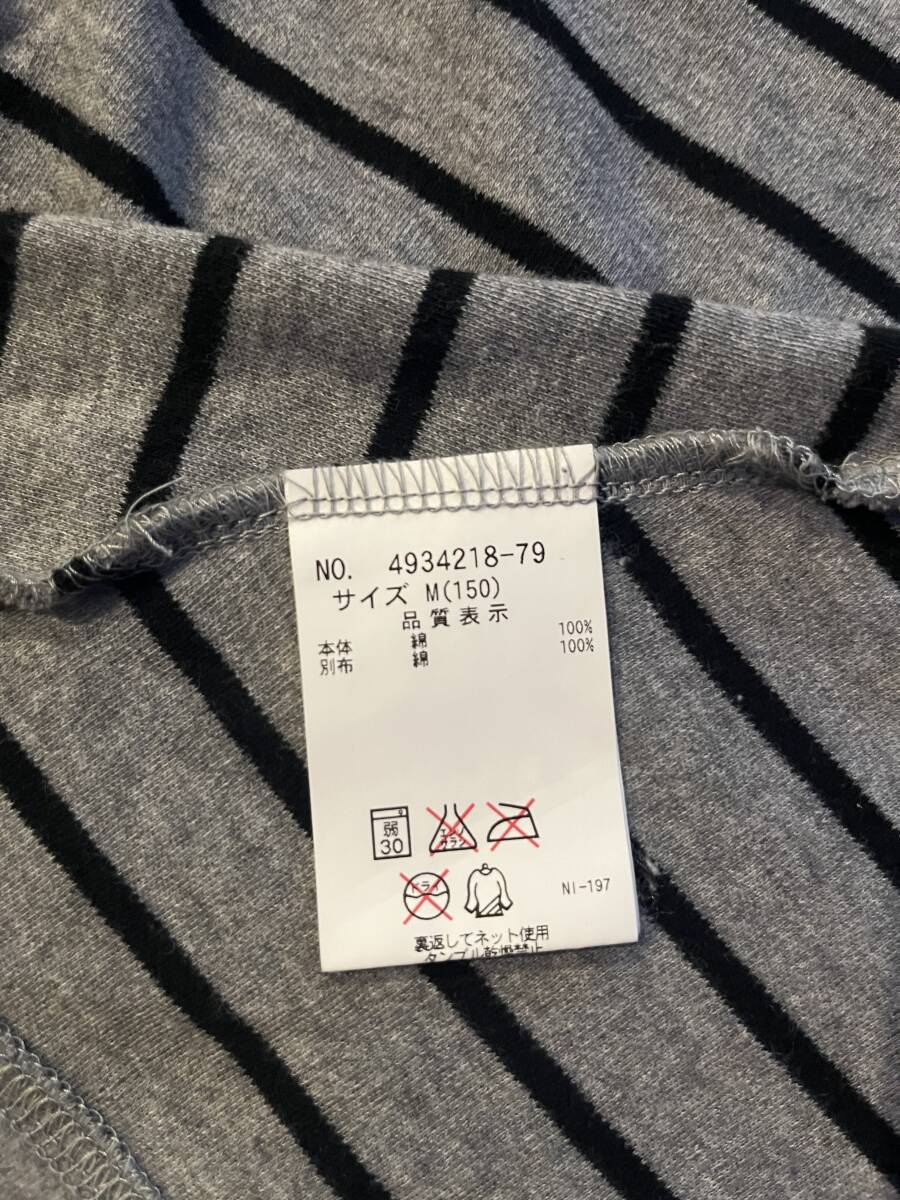 NO. 4934218-79
サイズ M(150)
品質表示
本体 綿 100%
別布 綿 100%
弱
30
エンソ
サラシ
ドライ
NI-197
裏返してネット使用
タンブル乾燥禁止